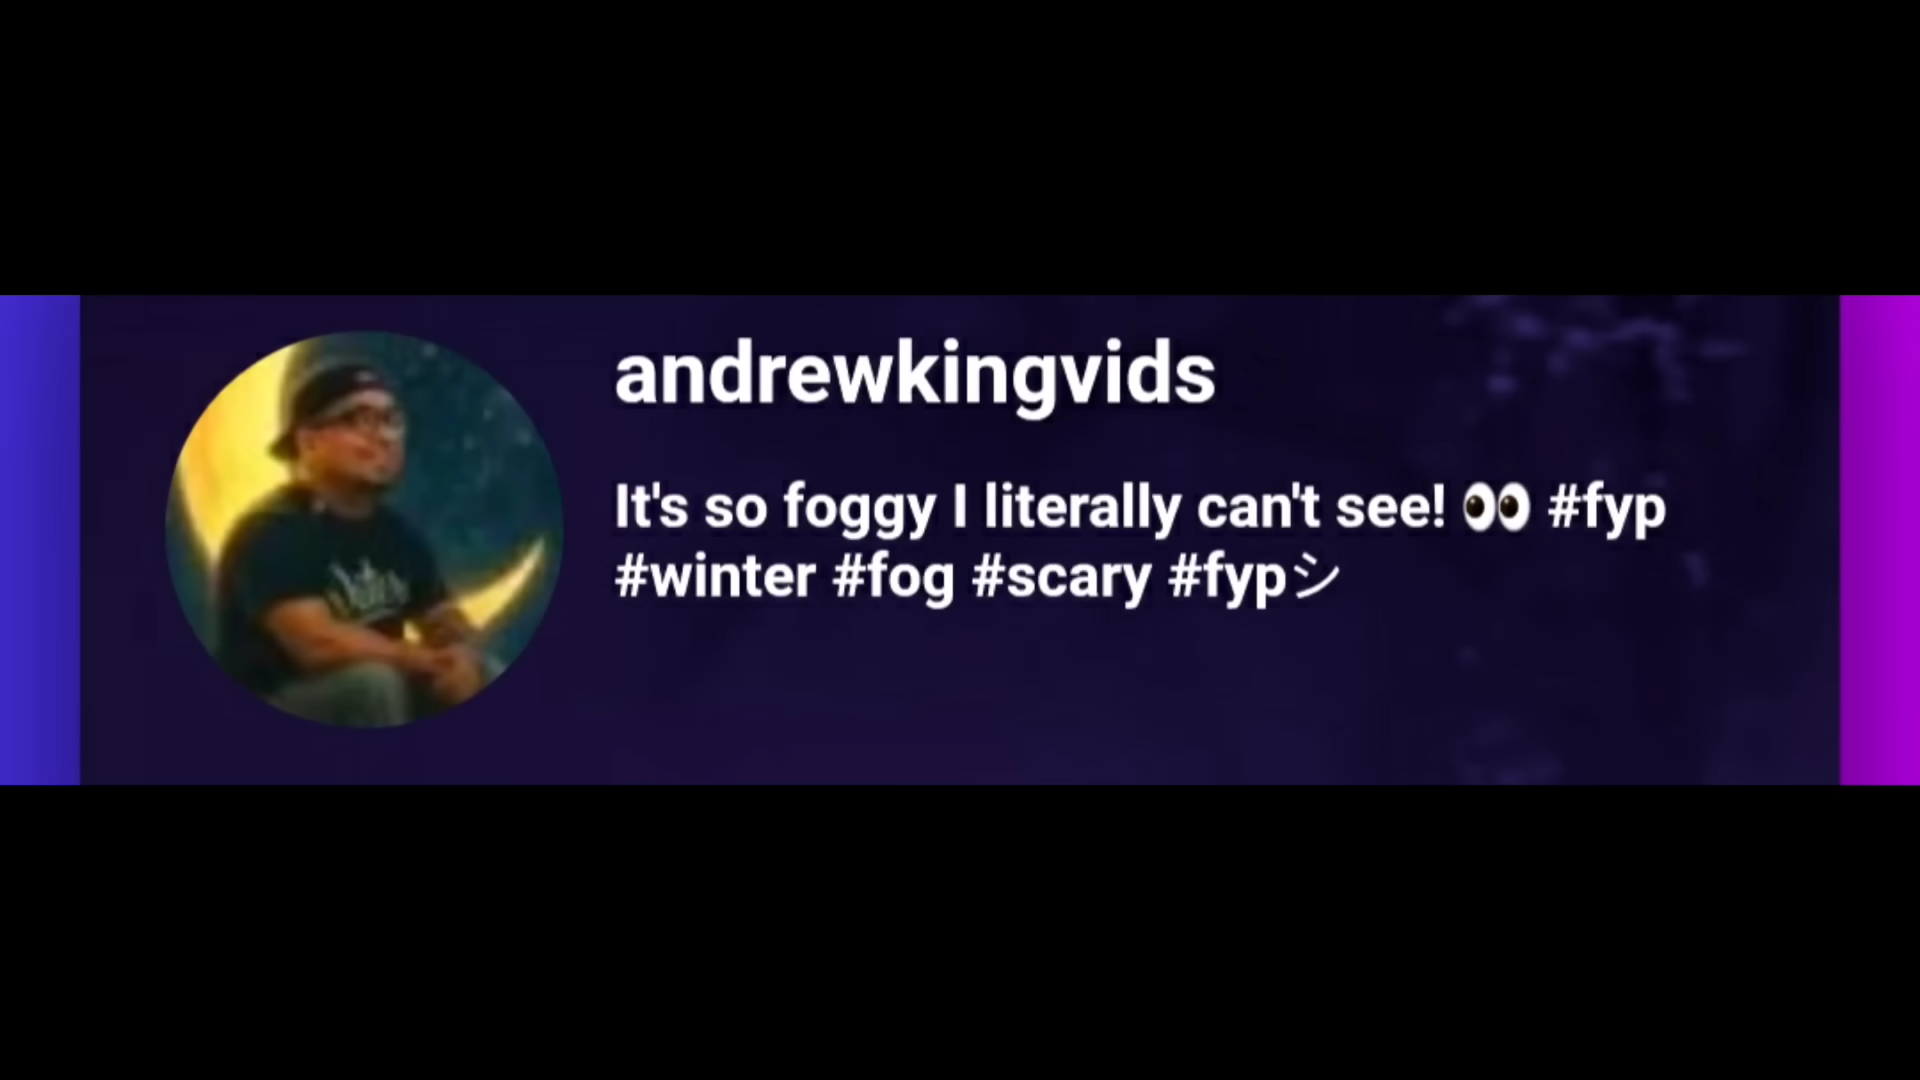 andrewkingvids
It's so foggy I literally can't see! 👀 #fyp
#winter #fog #scary #fypシ